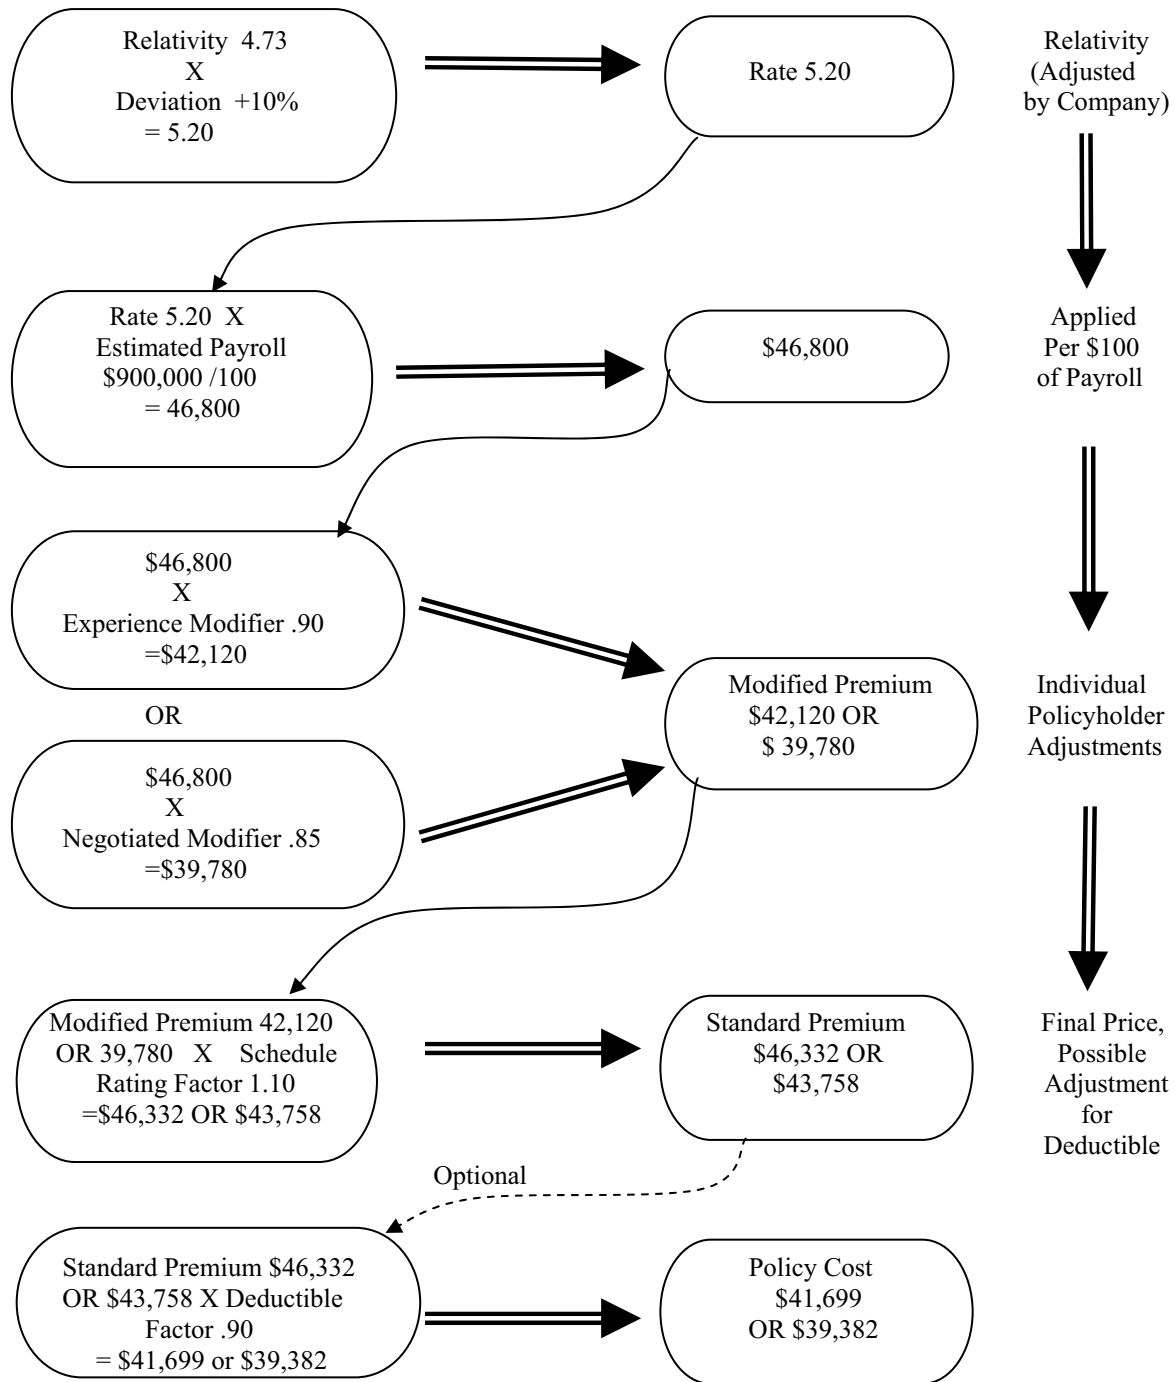 Relativity 4.73
X
Deviation +10%
= 5.20
Rate 5.20
Relativity
(Adjusted
by Company)
Rate 5.20 X
Estimated Payroll
$900,000 /100
= 46,800
$46,800
Applied
Per $100
of Payroll
$46,800
X
Experience Modifier .90
=$42,120
OR
$46,800
X
Negotiated Modifier .85
=$39,780
Modified Premium
$42,120 OR
$ 39,780
Individual
Policyholder
Adjustments
Modified Premium 42,120
OR 39,780 X Schedule
Rating Factor 1.10
=$46,332 OR $43,758
Standard Premium
$46,332 OR
$43,758
Final Price,
Possible
Adjustment
for
Deductible
Optional
Standard Premium $46,332
OR $43,758 X Deductible
Factor .90
= $41,699 or $39,382
Policy Cost
$41,699
OR $39,382